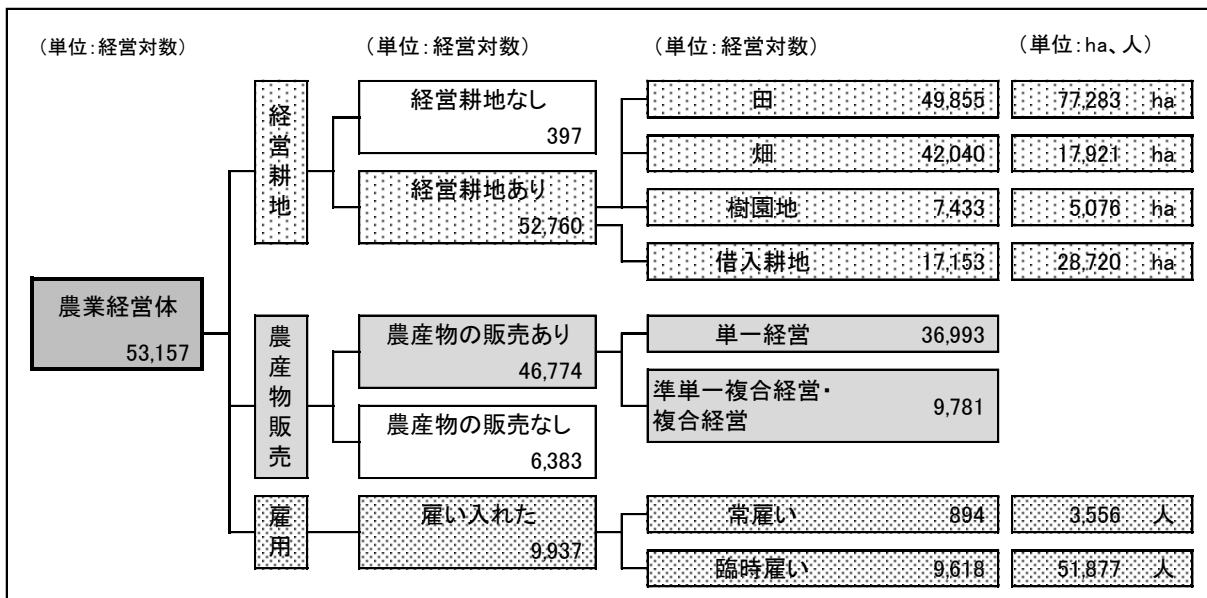 （単位：経営対数）
（単位：経営対数）
（単位：経営対数）
（単位：ha、人）
農業経営体
53,157
経営耕地
経営耕地なし
397
経営耕地あり
52,760
田 49,855 77,283 ha
畑 42,040 17,921 ha
樹園地 7,433 5,076 ha
借入耕地 17,153 28,720 ha
農産物販売
農産物の販売あり
46,774
単一経営 36,993
準単一複合経営・
複合経営
9,781
農産物の販売なし
6,383
雇用
雇い入れた
9,937
常雇い 894 3,556 人
臨時雇い 9,618 51,877 人